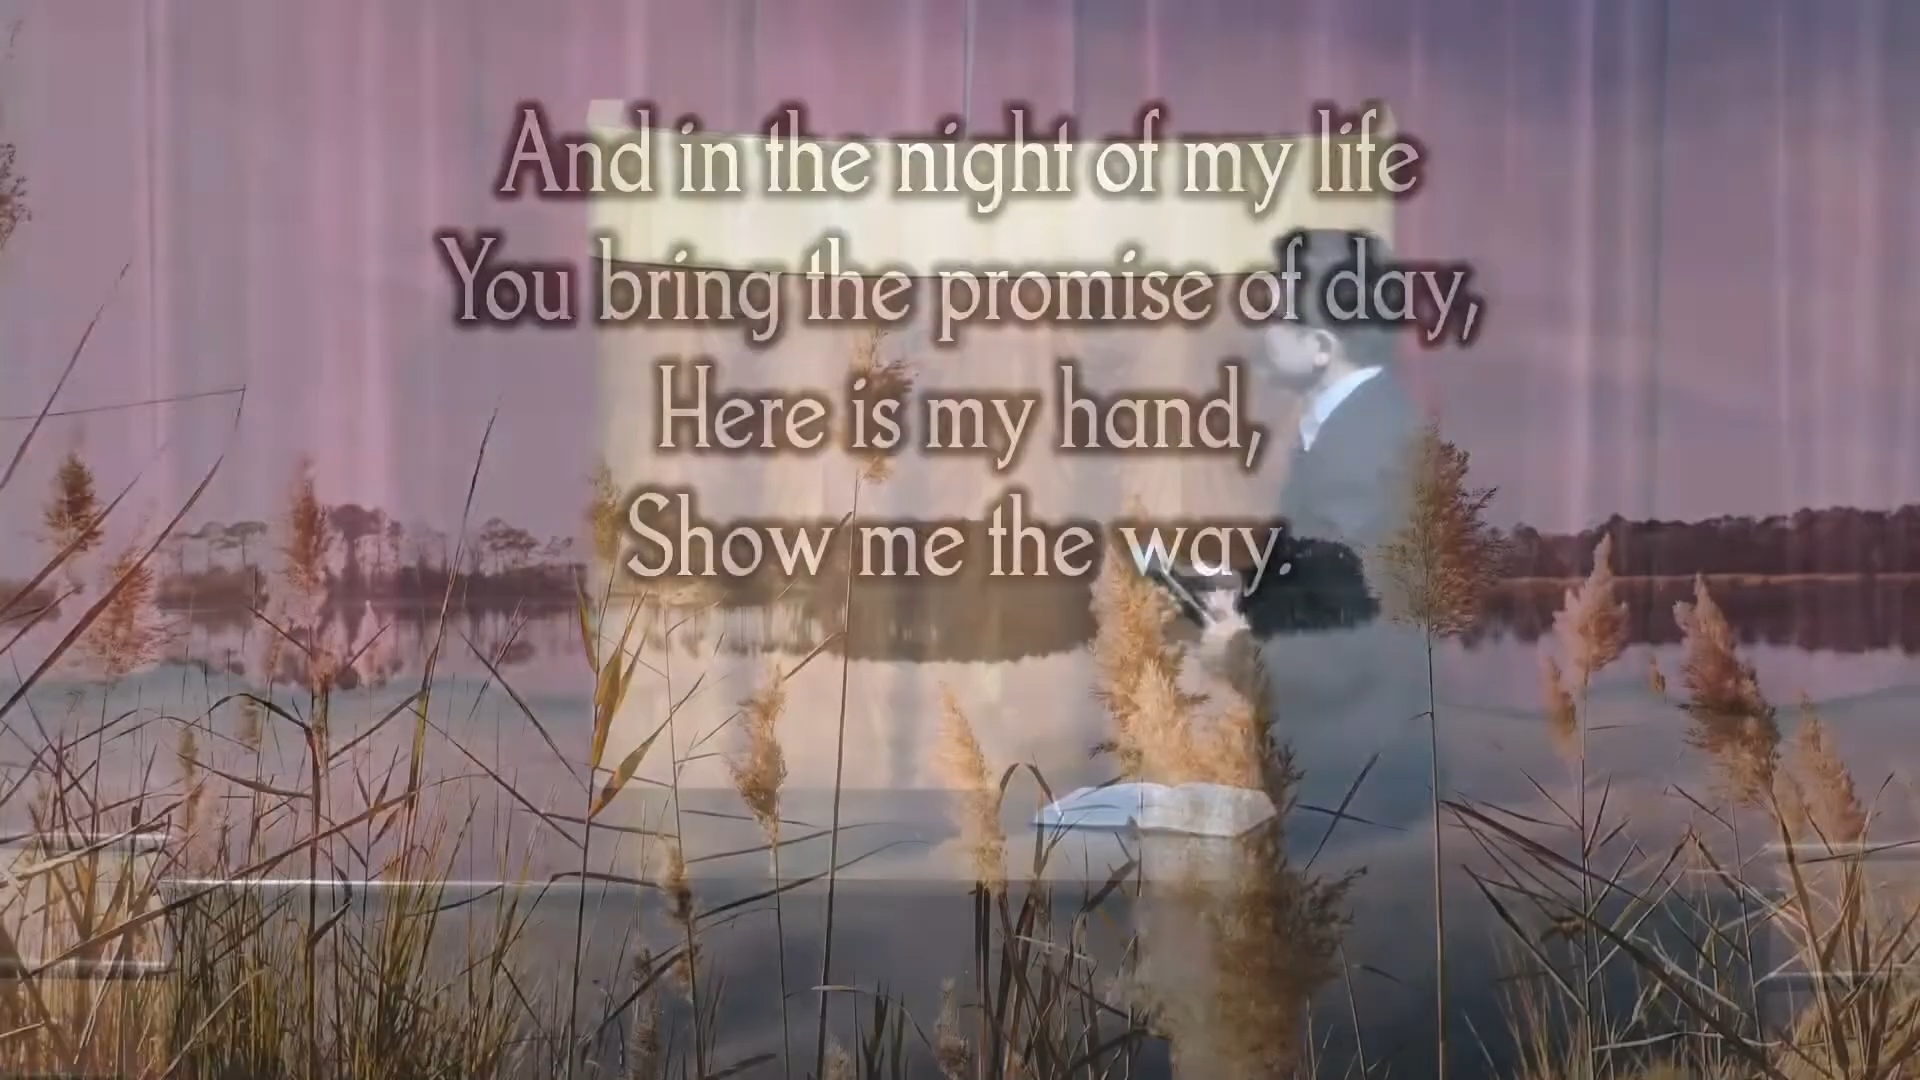 And in the night of my life
You bring the promise of day,
Here is my hand,
Show me the way.